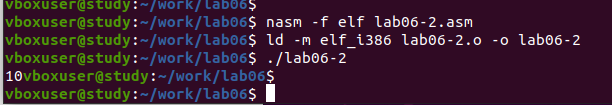 vboxuser@study:~/work/lab06$
vboxuser@study:~/work/lab06$ nasm -f elf lab06-2.asm
vboxuser@study:~/work/lab06$ ld -m elf_i386 lab06-2.o -o lab06-2
vboxuser@study:~/work/lab06$ ./lab06-2
10vboxuser@study:~/work/lab06$
vboxuser@study:~/work/lab06$